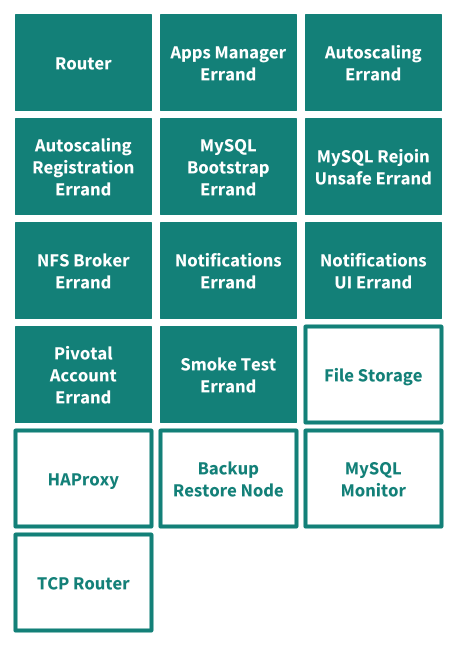 Router
Apps Manager
Errand
Autoscaling
Errand
Autoscaling
Registration
Errand
MySQL
Bootstrap
Errand
MySQL Rejoin
Unsafe Errand
NFS Broker
Errand
Notifications
Errand
Notifications
UI Errand
Pivotal
Account
Errand
Smoke Test
Errand
File Storage
HAProxy
Backup
Restore Node
MySQL
Monitor
TCP Router